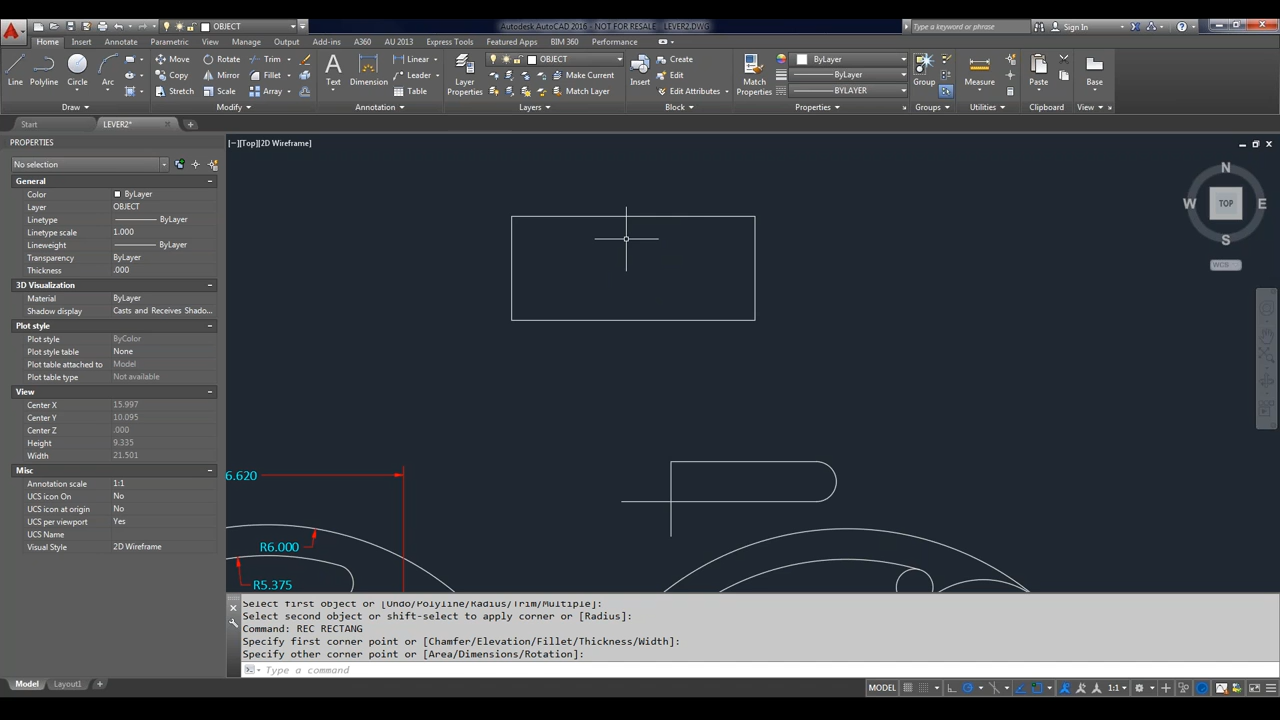 OBJECT
Autodesk AutoCAD 2016 - NOT FOR RESALE LEVER2.DWG
Type a keyword or phrase
Sign In
Home Insert Annotate Parametric View Manage Output Add-ins A360 AU 2013 Express Tools Featured Apps BIM 360 Performance
Line
Polyline
Circle
Arc
Draw
Move
Copy
Stretch
Rotate
Mirror
Scale
Trim
Fillet
Array
Modify
Text
Dimension
Linear
Leader
Table
Annotation
Layer
Properties
OBJECT
Make Current
Match Layer
Layers
Insert
Create
Edit
Edit Attributes
Block
Match
Properties
ByLayer
ByLayer
BYLAYER
Properties
Group
Groups
Measure
Utilities
Paste
Clipboard
Base
View
Start
LEVER2*
PROPERTIES
[−][Top][2D Wireframe]
No selection
General
Color ByLayer
Layer OBJECT
Linetype ByLayer
Linetype scale 1.000
Lineweight ByLayer
Transparency ByLayer
Thickness .000
3D Visualization
Material ByLayer
Shadow display Casts and Receives Shado...
Plot style
Plot style ByColor
Plot style table None
Plot table attached to Model
Plot table type Not available
View
Center X 15.997
Center Y 10.095
Center Z .000
Height 9.335
Width 21.501
Misc
Annotation scale 1:1
UCS icon On No
UCS icon at origin No
UCS per viewport Yes
UCS Name
Visual Style 2D Wireframe
N
W TOP E
S
WCS
6.620
R6.000
R5.375
Select first object or [Undo/Polyline/Radius/Trim/Multiple]:
Select second object or shift-select to apply corner or [Radius]:
Command: REC RECTANG
Specify first corner point or [Chamfer/Elevation/Fillet/Thickness/Width]:
Specify other corner point or [Area/Dimensions/Rotation]:
Type a command
Model Layout1
MODEL
1:1